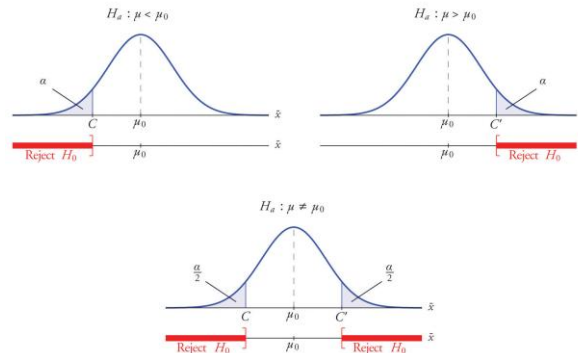 Hₐ : μ < μ₀
α
C μ₀ x̄
μ₀ x̄
Reject H₀
Hₐ : μ > μ₀
α
μ₀ C′ x̄
μ₀ x̄
Reject H₀
Hₐ : μ ≠ μ₀
α/2 α/2
C μ₀ C′ x̄
μ₀ x̄
Reject H₀ Reject H₀